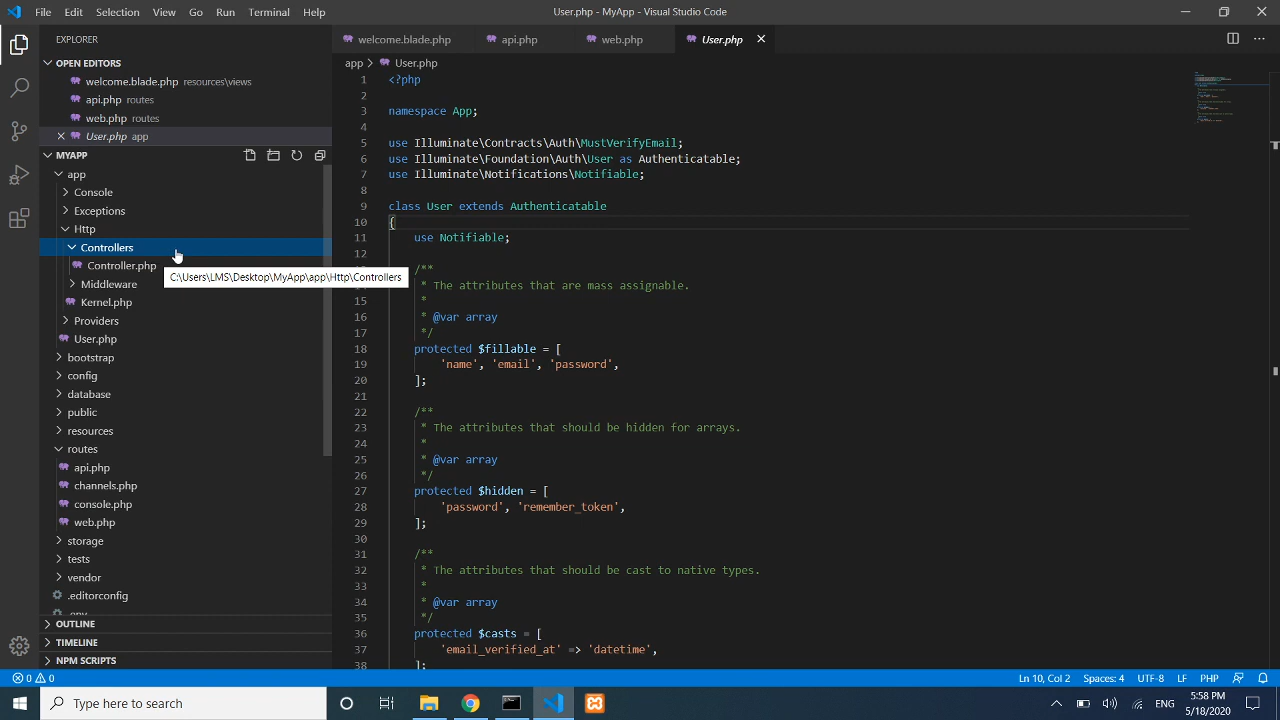 File Edit Selection View Go Run Terminal Help
User.php - MyApp - Visual Studio Code
EXPLORER
OPEN EDITORS
welcome.blade.php resources\views
api.php routes
web.php routes
User.php app
MYAPP
app
Console
Exceptions
Http
Controllers
Controller.php
C:\Users\LMS\Desktop\MyApp\app\Http\Controllers
Middleware
Kernel.php
Providers
User.php
bootstrap
config
database
public
resources
routes
api.php
channels.php
console.php
web.php
storage
tests
vendor
.editorconfig
.env
OUTLINE
TIMELINE
NPM SCRIPTS
welcome.blade.php api.php web.php User.php
app > User.php
1 <?php
2
3 namespace App;
4
5 use Illuminate\Contracts\Auth\MustVerifyEmail;
6 use Illuminate\Foundation\Auth\User as Authenticatable;
7 use Illuminate\Notifications\Notifiable;
8
9 class User extends Authenticatable
10 {
11 use Notifiable;
12
/**
14 * The attributes that are mass assignable.
15 *
16 * @var array
17 */
18 protected $fillable = [
19 'name', 'email', 'password',
20 ];
21
22 /**
23 * The attributes that should be hidden for arrays.
24 *
25 * @var array
26 */
27 protected $hidden = [
28 'password', 'remember_token',
29 ];
30
31 /**
32 * The attributes that should be cast to native types.
33 *
34 * @var array
35 */
36 protected $casts = [
37 'email_verified_at' => 'datetime',
38 ];
0 0
Ln 10, Col 2 Spaces: 4 UTF-8 LF PHP
Type here to search
ENG
5:58 PM
5/18/2020